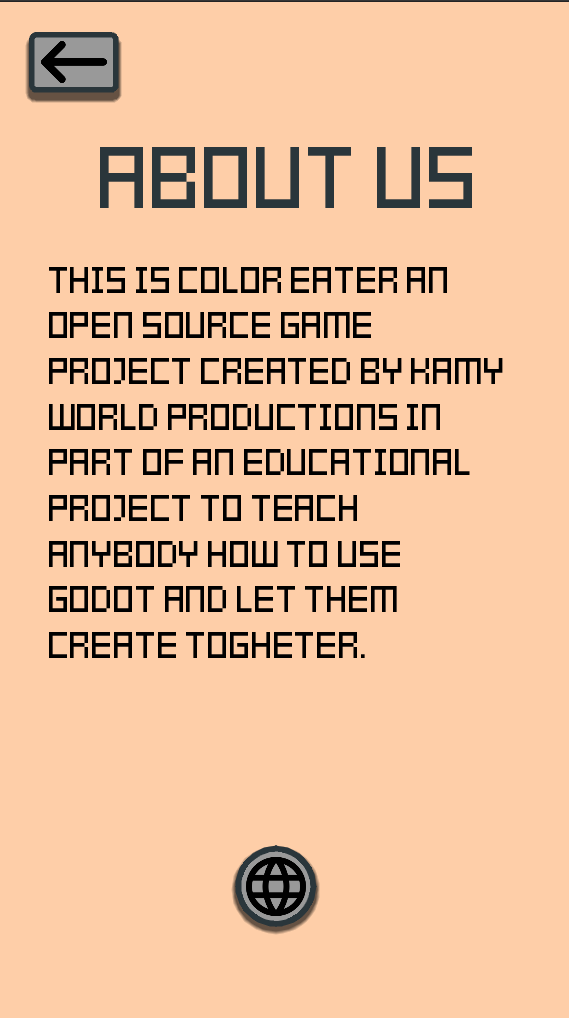 ABOUT US
THIS IS COLOR EATER AN
OPEN SOURCE GAME
PROJECT CREATED BY KAMY
WORLD PRODUCTIONS IN
PART OF AN EDUCATIONAL
PROJECT TO TEACH
ANYBODY HOW TO USE
GODOT AND LET THEM
CREATE TOGHETER.